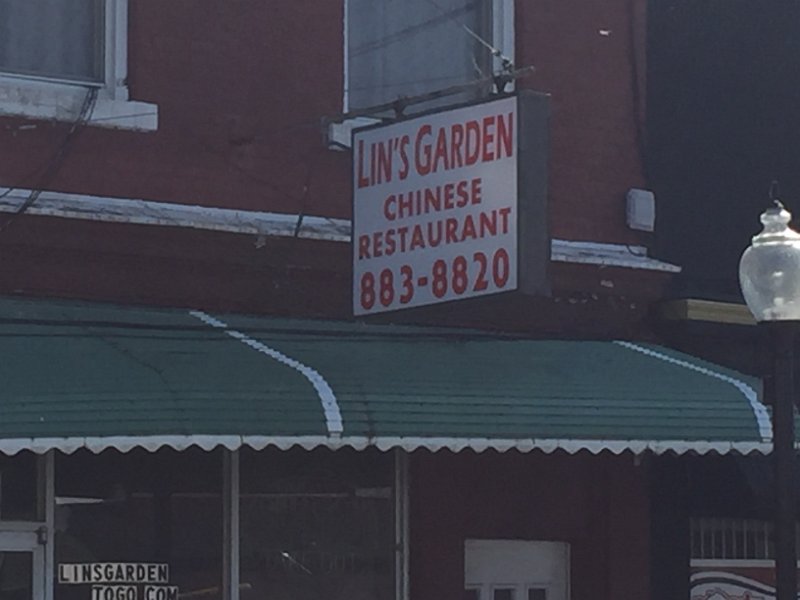 LIN'S GARDEN
CHINESE
RESTAURANT
883-8820
LINSGARDEN
TOGO.COM